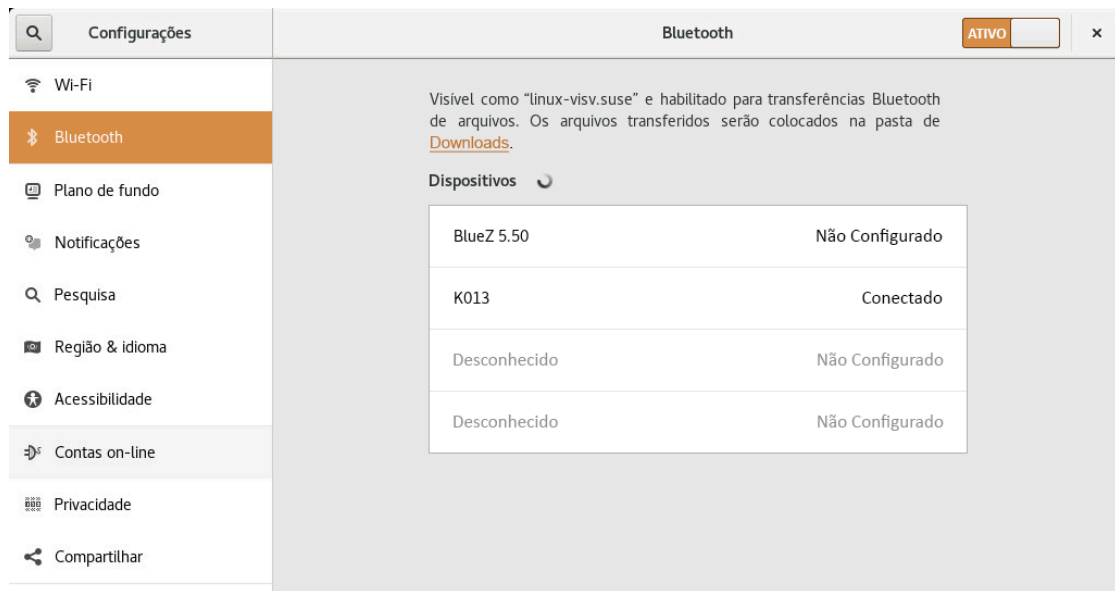 Configurações
Bluetooth
ATIVO
×
Wi-Fi
Bluetooth
Plano de fundo
Notificações
Pesquisa
Região & idioma
Acessibilidade
Contas on-line
Privacidade
Compartilhar
Visível como “linux-visv.suse” e habilitado para transferências Bluetooth
de arquivos. Os arquivos transferidos serão colocados na pasta de
Downloads.
Dispositivos
BlueZ 5.50 Não Configurado
K013 Conectado
Desconhecido Não Configurado
Desconhecido Não Configurado